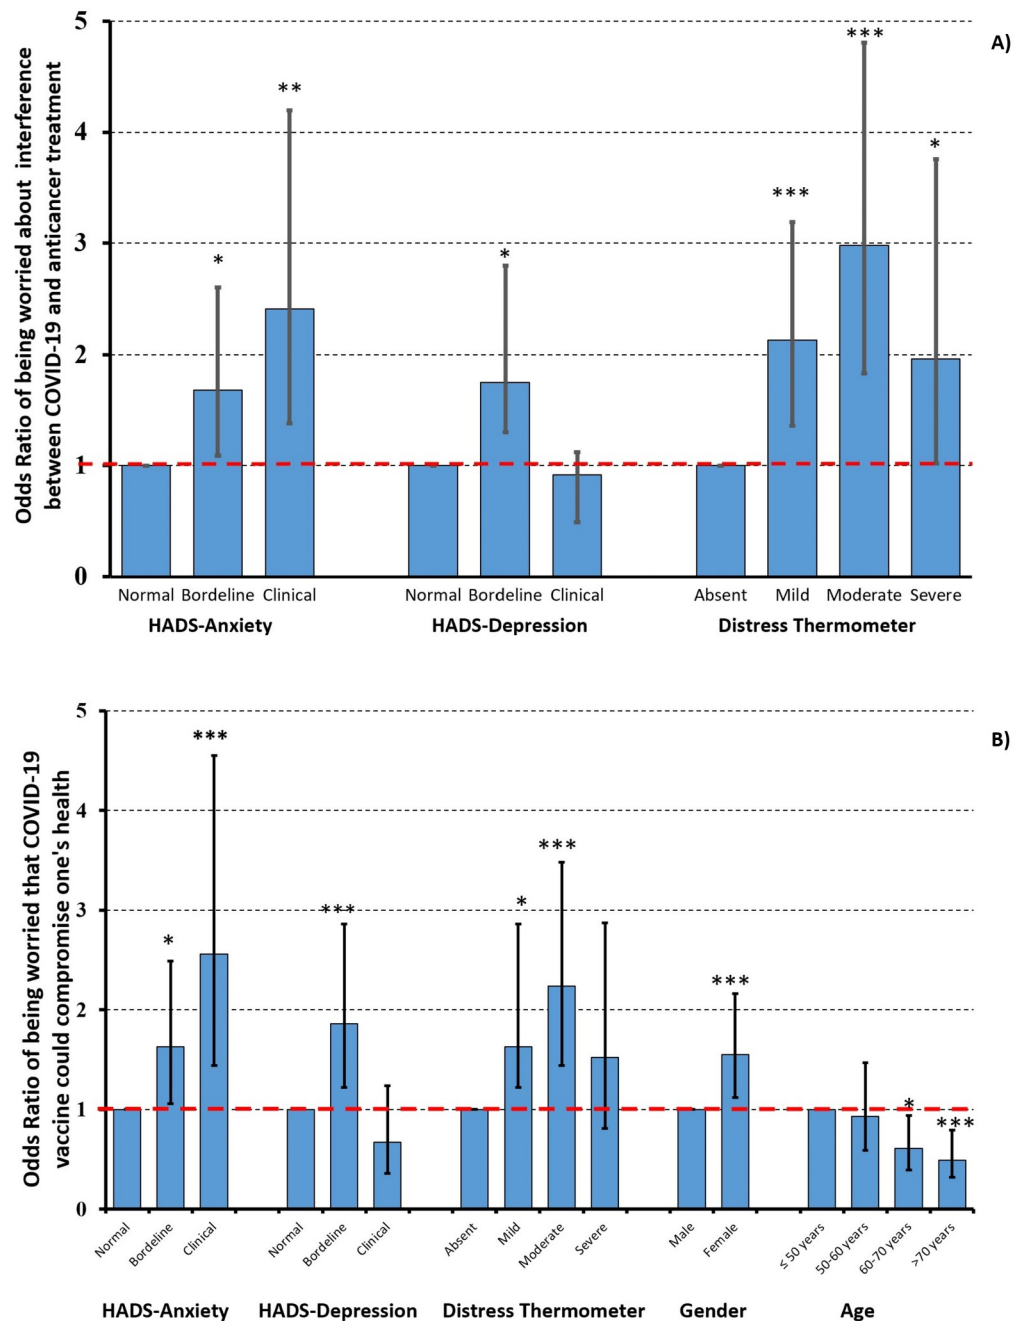 A)
Odds Ratio of being worried about interference
between COVID-19 and anticancer treatment
5
4
3
2
1
0
*
**
*
***
***
*
Normal Bordeline Clinical
Normal Bordeline Clinical
Absent Mild Moderate Severe
HADS-Anxiety
HADS-Depression
Distress Thermometer
B)
Odds Ratio of being worried that COVID-19
vaccine could compromise one's health
5
4
3
2
1
0
*
***
***
*
***
***
*
***
Normal
Bordeline
Clinical
Normal
Bordeline
Clinical
Absent
Mild
Moderate
Severe
Male
Female
≤ 50 years
50-60 years
60-70 years
>70 years
HADS-Anxiety
HADS-Depression
Distress Thermometer
Gender
Age